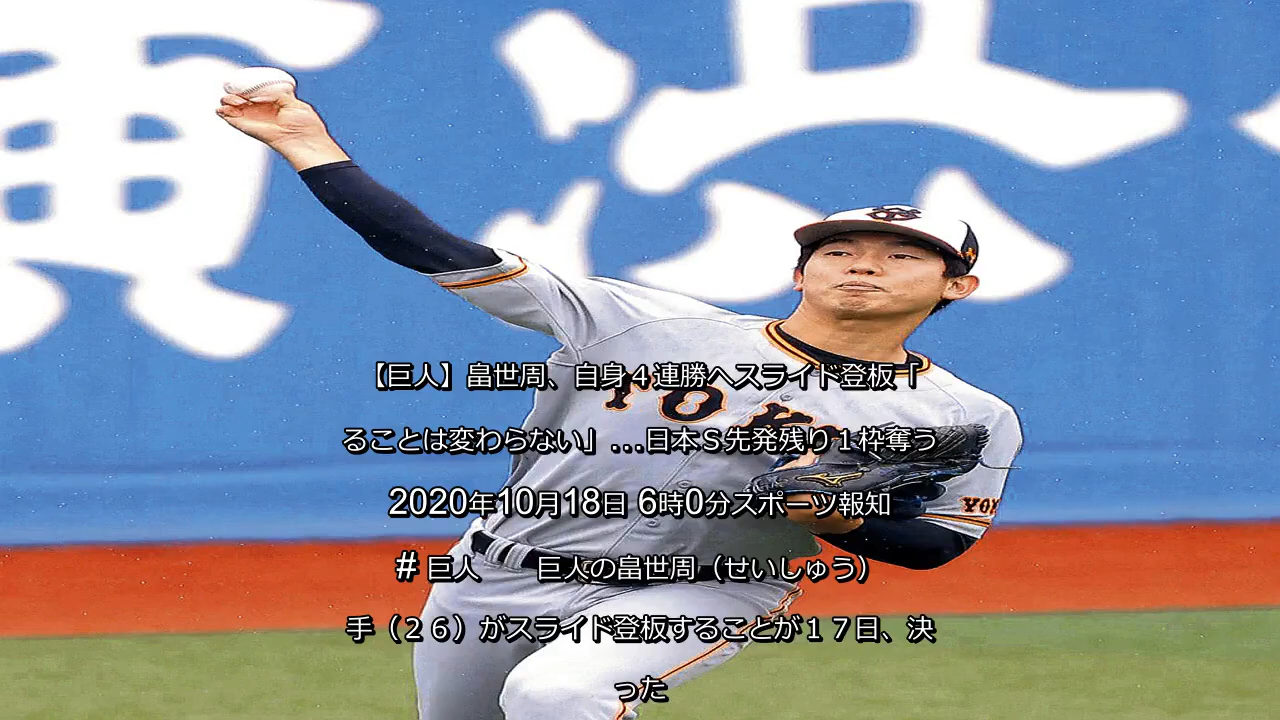 【巨人】畠世周、自身４連勝へスライド登板「
ることは変わらない」…日本Ｓ先発残り１枠奪う
2020年10月18日 6時0分スポーツ報知
# 巨人　　巨人の畠世周（せいしゅう）
手（２６）がスライド登板することが１７日、決
った
TOK
YOK